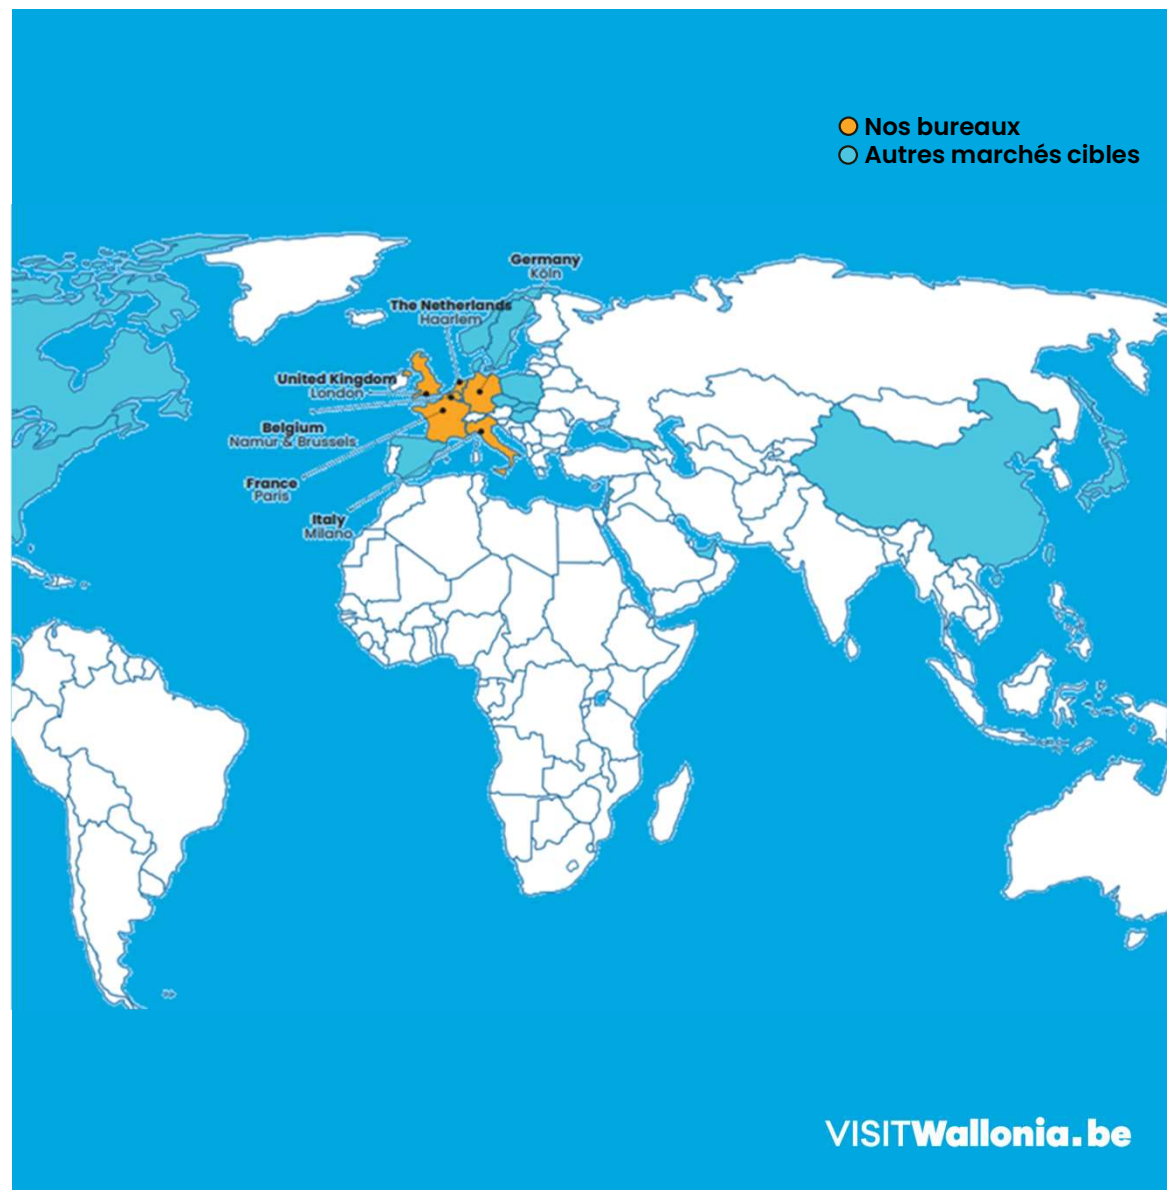 Nos bureaux
Autres marchés cibles
Germany
Köln
The Netherlands
Haarlem
United Kingdom
London
Belgium
Namur & Brussels
France
Paris
Italy
Milano
VISITWallonia.be